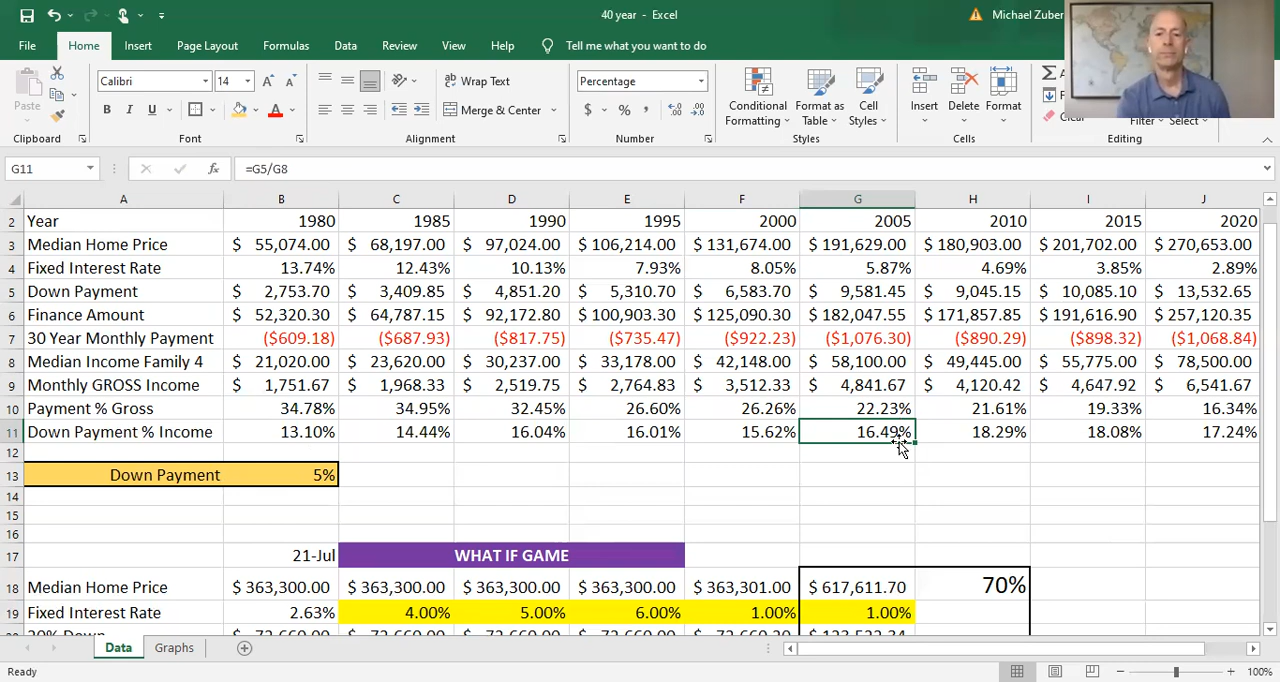 40 year - Excel
Michael Zuber
File Home Insert Page Layout Formulas Data Review View Help Tell me what you want to do
Paste
Calibri 14
B I U
Wrap Text
Merge & Center
Percentage
$ %
Conditional Formatting
Format as Table
Cell Styles
Insert Delete Format
Clear
Filter Select
Clipboard Font Alignment Number Styles Cells Editing
G11 fx =G5/G8
A B C D E F G H I J
2 Year 1980 1985 1990 1995 2000 2005 2010 2015 2020
3 Median Home Price $ 55,074.00 $ 68,197.00 $ 97,024.00 $ 106,214.00 $ 131,674.00 $ 191,629.00 $ 180,903.00 $ 201,702.00 $ 270,653.00
4 Fixed Interest Rate 13.74% 12.43% 10.13% 7.93% 8.05% 5.87% 4.69% 3.85% 2.89%
5 Down Payment $ 2,753.70 $ 3,409.85 $ 4,851.20 $ 5,310.70 $ 6,583.70 $ 9,581.45 $ 9,045.15 $ 10,085.10 $ 13,532.65
6 Finance Amount $ 52,320.30 $ 64,787.15 $ 92,172.80 $ 100,903.30 $ 125,090.30 $ 182,047.55 $ 171,857.85 $ 191,616.90 $ 257,120.35
7 30 Year Monthly Payment ($609.18) ($687.93) ($817.75) ($735.47) ($922.23) ($1,076.30) ($890.29) ($898.32) ($1,068.84)
8 Median Income Family 4 $ 21,020.00 $ 23,620.00 $ 30,237.00 $ 33,178.00 $ 42,148.00 $ 58,100.00 $ 49,445.00 $ 55,775.00 $ 78,500.00
9 Monthly GROSS Income $ 1,751.67 $ 1,968.33 $ 2,519.75 $ 2,764.83 $ 3,512.33 $ 4,841.67 $ 4,120.42 $ 4,647.92 $ 6,541.67
10 Payment % Gross 34.78% 34.95% 32.45% 26.60% 26.26% 22.23% 21.61% 19.33% 16.34%
11 Down Payment % Income 13.10% 14.44% 16.04% 16.01% 15.62% 16.49% 18.29% 18.08% 17.24%
12
13 Down Payment 5%
14
15
16
17 21-Jul WHAT IF GAME
18 Median Home Price $ 363,300.00 $ 363,300.00 $ 363,300.00 $ 363,300.00 $ 363,301.00 $ 617,611.70 70%
19 Fixed Interest Rate 2.63% 4.00% 5.00% 6.00% 1.00% 1.00%
Data Graphs
Ready 100%